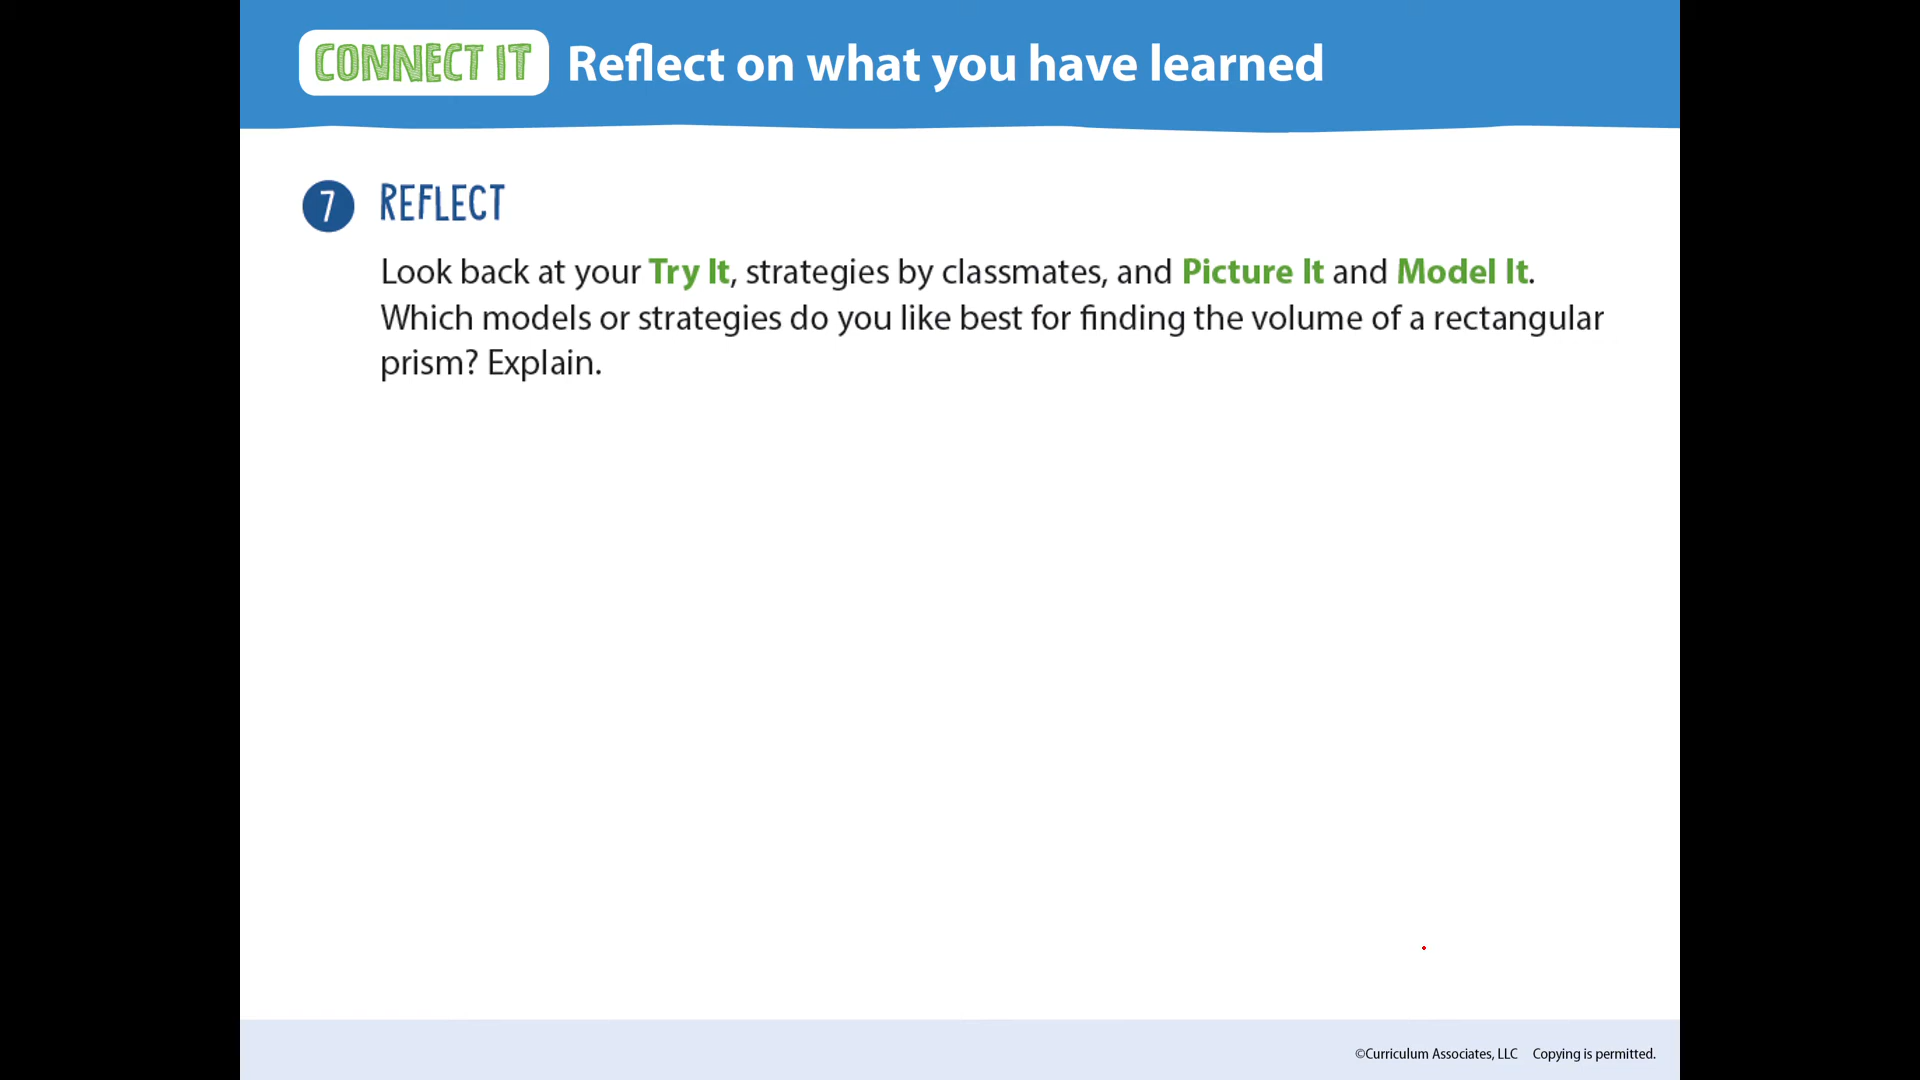 CONNECT IT Reflect on what you have learned
7 REFLECT
Look back at your Try It, strategies by classmates, and Picture It and Model It.
Which models or strategies do you like best for finding the volume of a rectangular
prism? Explain.
©Curriculum Associates, LLC Copying is permitted.